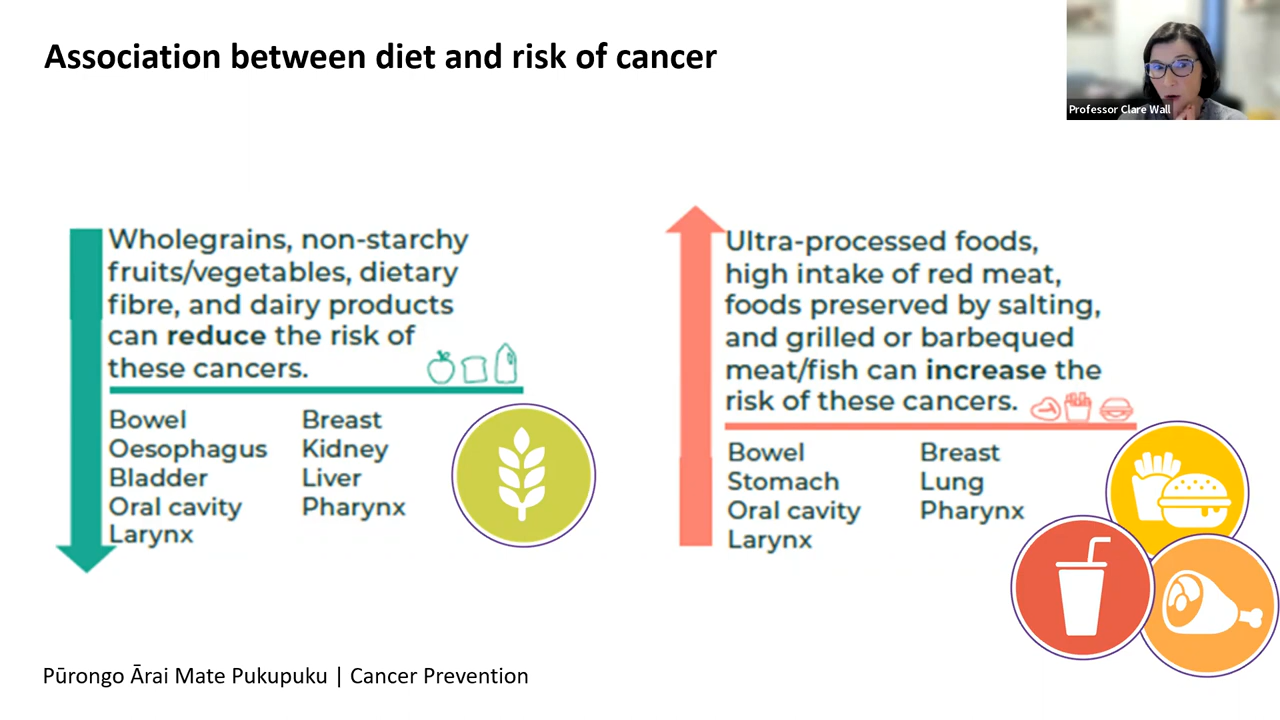 Association between diet and risk of cancer
Professor Clare Wall
Wholegrains, non-starchy
fruits/vegetables, dietary
fibre, and dairy products
can reduce the risk of
these cancers.
Bowel
Oesophagus
Bladder
Oral cavity
Larynx
Breast
Kidney
Liver
Pharynx
Ultra-processed foods,
high intake of red meat,
foods preserved by salting,
and grilled or barbequed
meat/fish can increase the
risk of these cancers.
Bowel
Stomach
Oral cavity
Larynx
Breast
Lung
Pharynx
Pūrongo Ārai Mate Pukupuku | Cancer Prevention